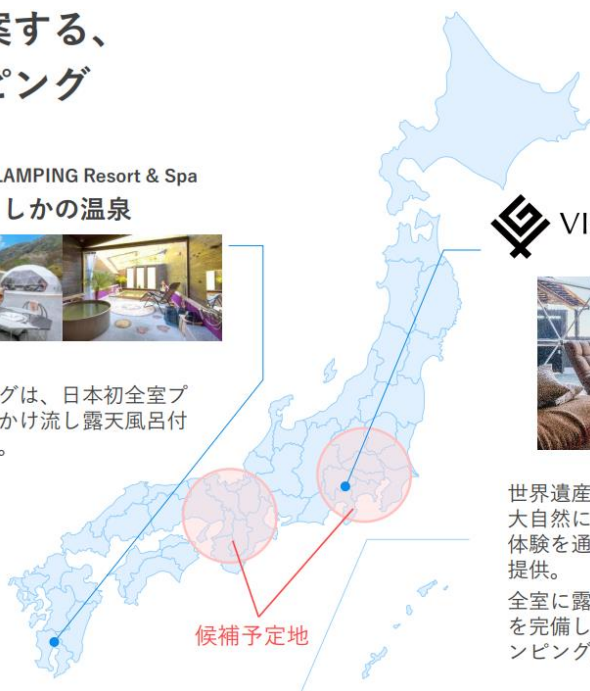 案する、
ピング
LAMPING Resort & Spa
しかの温泉
グは、日本初全室プ
かけ流し露天風呂付
。
VI
世界遺産
大自然に
体験を通
提供。
全室に露
を完備し
ンピング
候補予定地